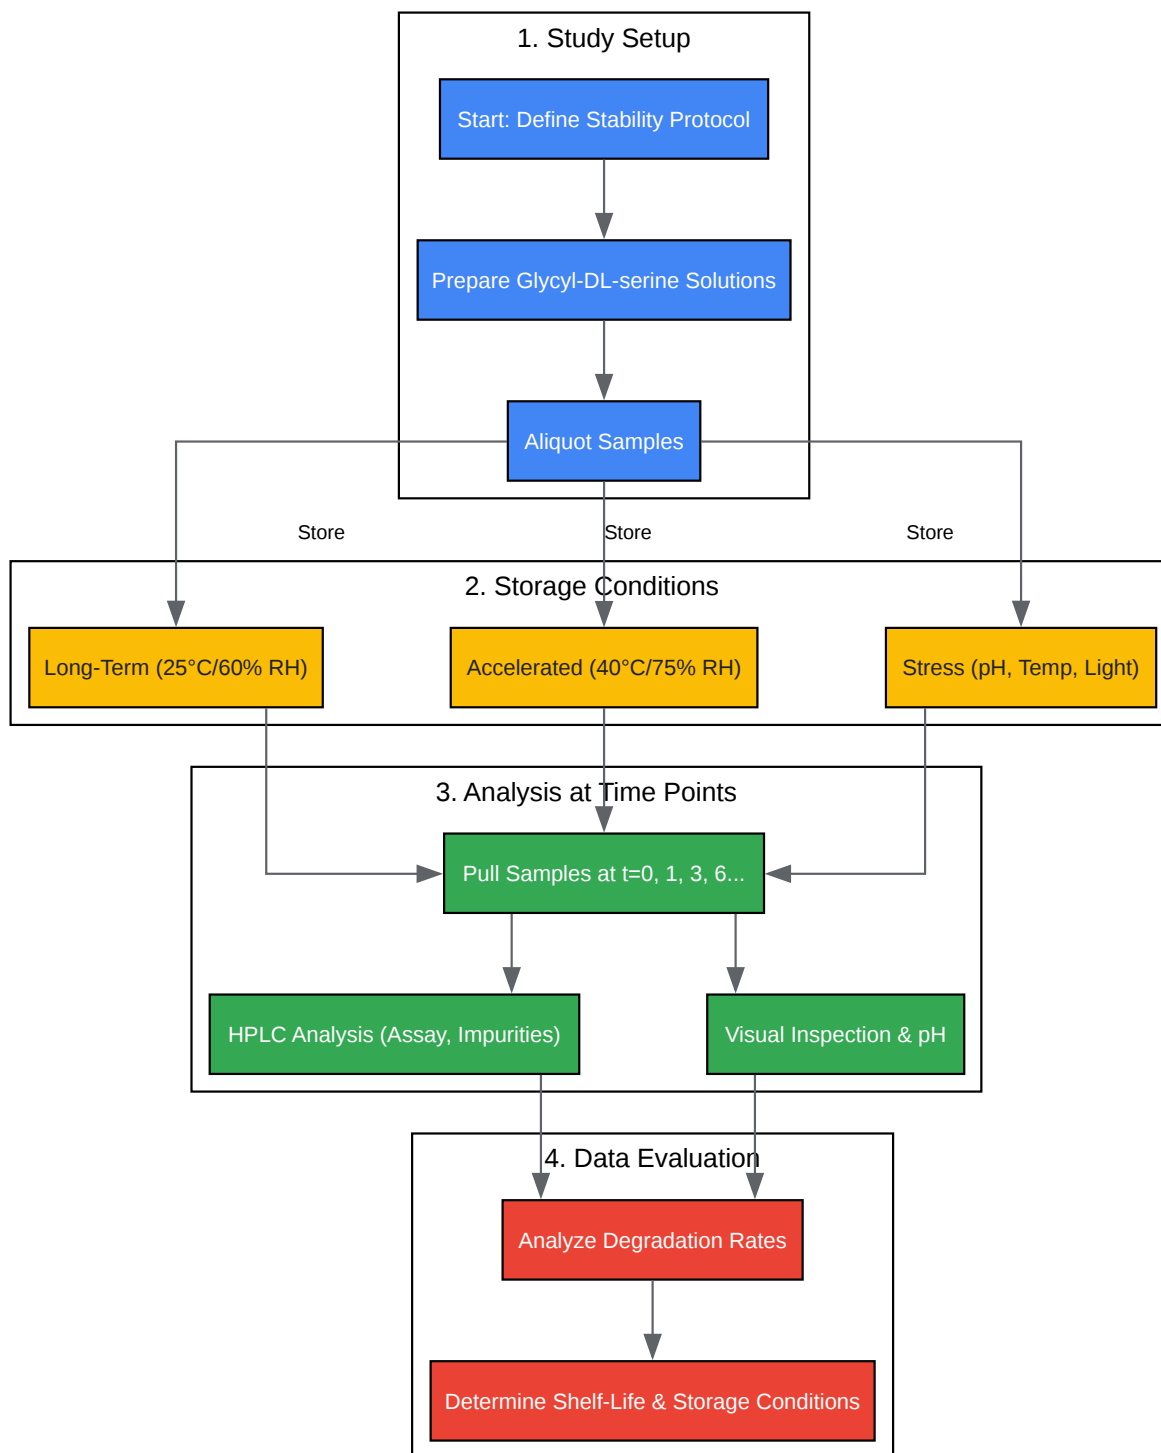 1. Study Setup
Start: Define Stability Protocol
Prepare Glycyl-DL-serine Solutions
Aliquot Samples
Store
Store
Store
2. Storage Conditions
Long-Term (25°C/60% RH)
Accelerated (40°C/75% RH)
Stress (pH, Temp, Light)
3. Analysis at Time Points
Pull Samples at t=0, 1, 3, 6...
HPLC Analysis (Assay, Impurities)
Visual Inspection & pH
4. Data Evaluation
Analyze Degradation Rates
Determine Shelf-Life & Storage Conditions